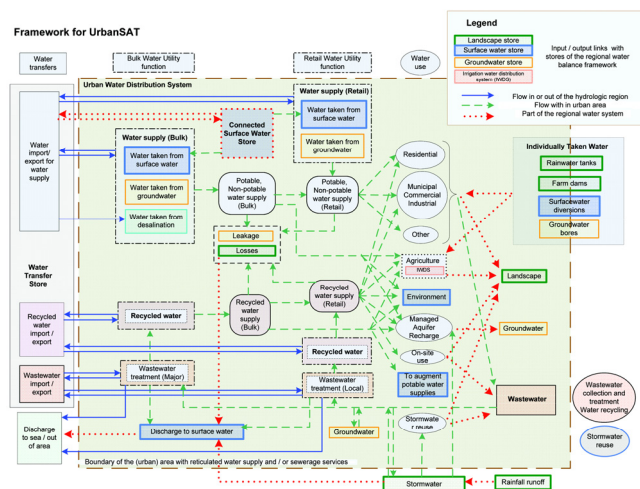 Framework for UrbanSAT
Legend
Landscape store
Surface water store
Groundwater store
Irrigation water distribution
system (IWDG)
Input / output links with
stores of the regional water
balance framework
Flow in or out of the hydrologic region
Flow with in urban area
Part of the regional water system
Water
transfers
Bulk Water Utility
function
Retail Water Utility
function
Water
use
Urban Water Distribution System
Water
import/
export for
water
supply
Water supply (Bulk)
Water taken from
surface water
Water taken from
groundwater
Water taken from
desalination
Connected
Surface Water
Store
Water supply (Retail)
Water taken from
surface water
Water taken from
groundwater
Potable,
Non-potable
water supply
(Bulk)
Potable,
Non-potable
water supply
(Retail)
Leakage
Losses
Residential
Municipal
Commercial
Industrial
Other
Agriculture
IWDS
Environment
Managed
Aquifer
Recharge
On-site
use
To augment
potable water
supplies
Stormwate
r reuse
Individually Taken Water
Rainwater tanks
Farm dams
Surfacewater
diversions
Groundwater
bores
Landscape
Groundwater
Wastewater
Wastewater
collection and
treatment
Water recycling
Stormwater
reuse
Water
Transfer
Store
Recycled
water import
/ export
Wastewater
import /
export
Discharge
to sea / out
of area
Recycled water
Recycled
water supply
(Bulk)
Recycled
water supply
(Retail)
Recycled water
Wastewater
treatment (Major)
Wastewater
treatment (Local)
Discharge to surface water
Groundwater
Boundary of the (urban) area with reticulated water supply and / or sewerage services
Stormwater
Rainfall runoff